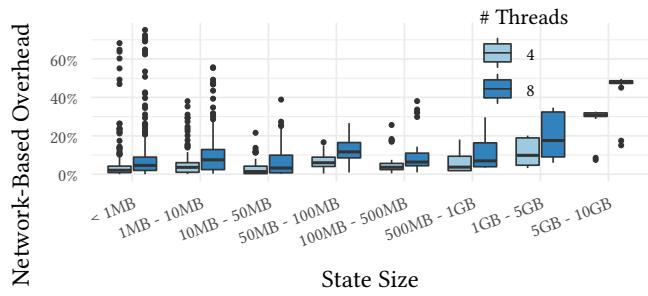 # Threads
4
8
Network-Based Overhead
60%
40%
20%
0%
< 1MB
1MB - 10MB
10MB - 50MB
50MB - 100MB
100MB - 500MB
500MB - 1GB
1GB - 5GB
5GB - 10GB
State Size